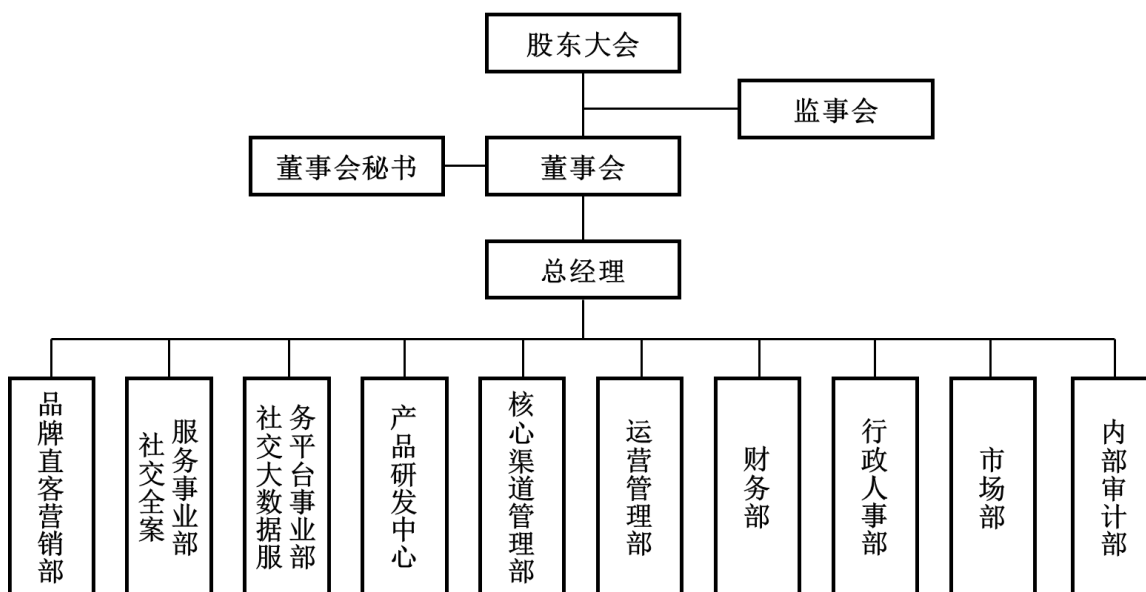 股东大会
监事会
董事会秘书
董事会
总经理
品牌直客营销部
社交全案
服务事业部
社交大数据服
务平台事业部
产品研发中心
核心渠道管理部
运营管理部
财务部
行政人事部
市场部
内部审计部